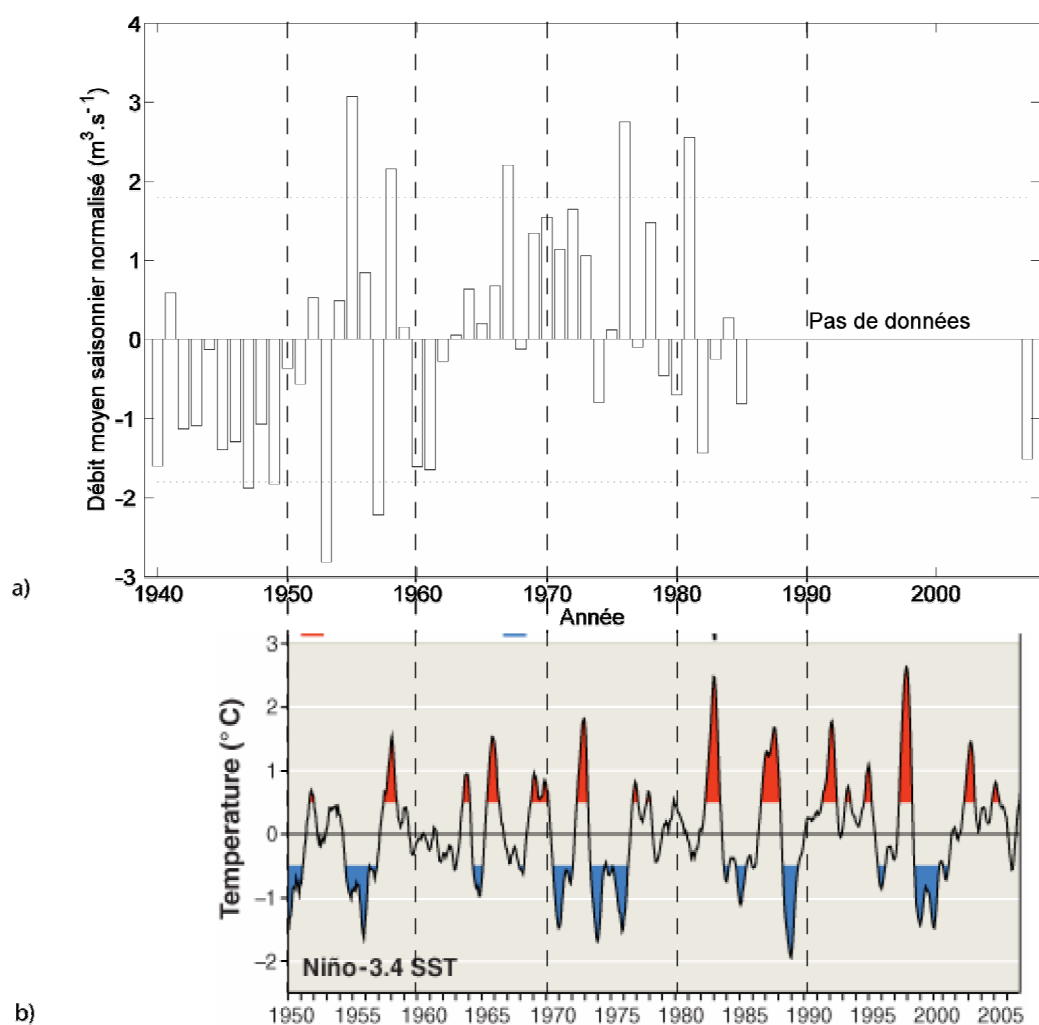 4
3
2
1
0
-1
-2
-3
Débit moyen saisonnier normalisé (m³.s⁻¹)
Pas de données
1940 1950 1960 1970 1980 1990 2000
Année
a)
3
2
1
0
-1
-2
Temperature (°C)
Niño-3.4 SST
1950 1955 1960 1965 1970 1975 1980 1985 1990 1995 2000 2005
b)